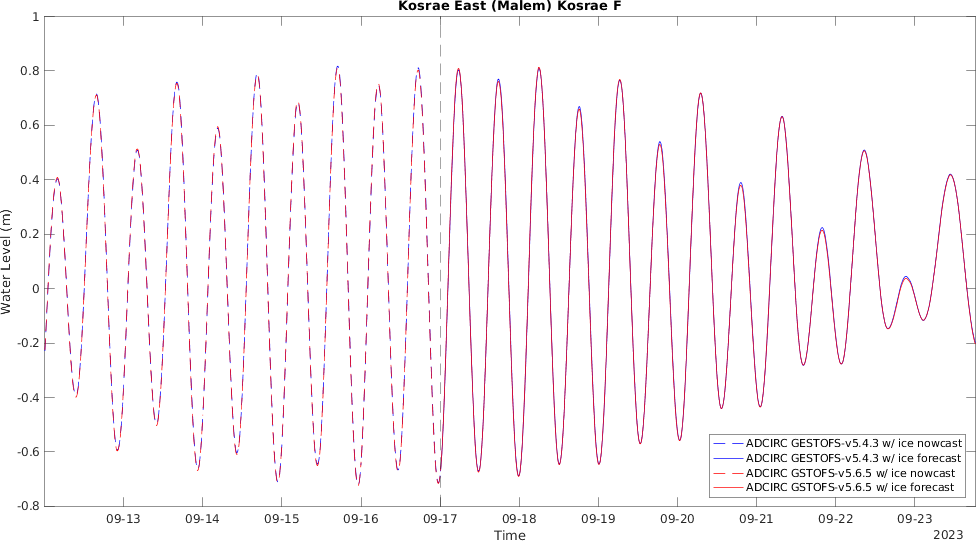 Kosrae East (Malem) Kosrae F
1
0.8
0.6
0.4
0.2
0
-0.2
-0.4
-0.6
-0.8
Water Level (m)
09-13 09-14 09-15 09-16 09-17 09-18 09-19 09-20 09-21 09-22 09-23
Time
2023
ADCIRC GESTOFS-v5.4.3 w/ ice nowcast
ADCIRC GESTOFS-v5.4.3 w/ ice forecast
ADCIRC GSTOFS-v5.6.5 w/ ice nowcast
ADCIRC GSTOFS-v5.6.5 w/ ice forecast